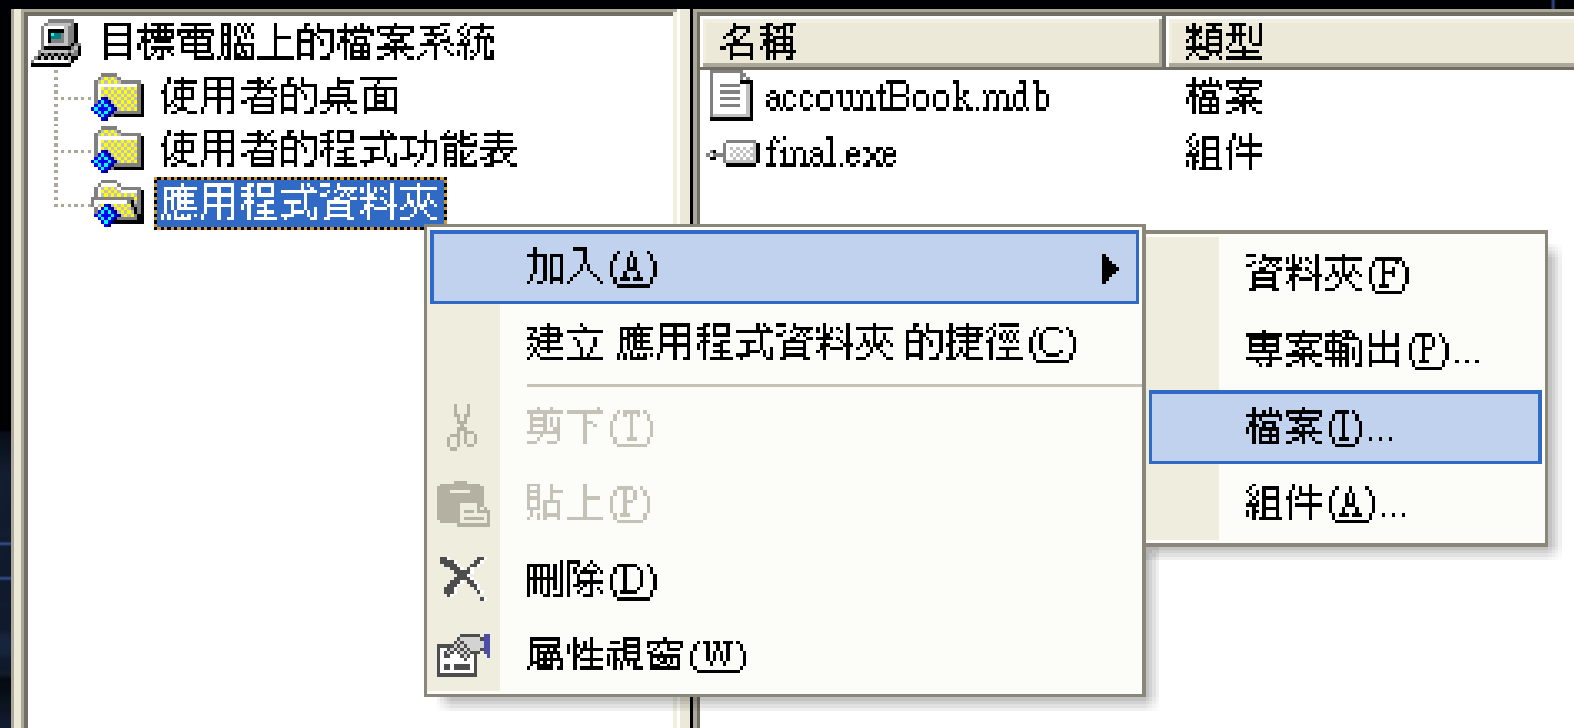 目標電腦上的檔案系統
使用者的桌面
使用者的程式功能表
應用程式資料夾
名稱 類型
accountBook.mdb 檔案
final.exe 組件
加入(A)
建立 應用程式資料夾 的捷徑(C)
剪下(T)
貼上(P)
刪除(D)
屬性視窗(W)
資料夾(F)
專案輸出(P)...
檔案(I)...
組件(A)...